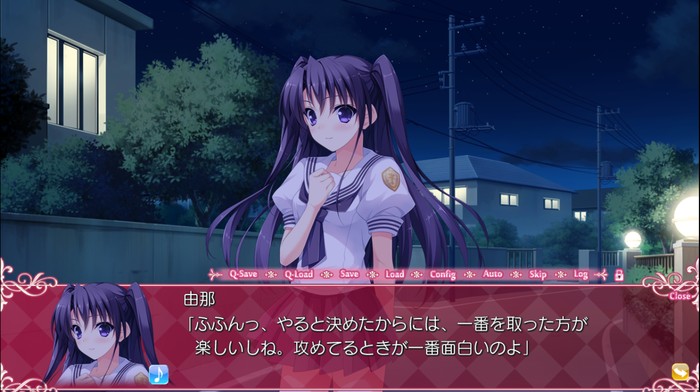 Q-Save Q-Load Save Load Config Auto Skip Log
Close
由那
「ふふんっ、やると決めたからには、一番を取った方が
楽しいしね。攻めてるときが一番面白いのよ」